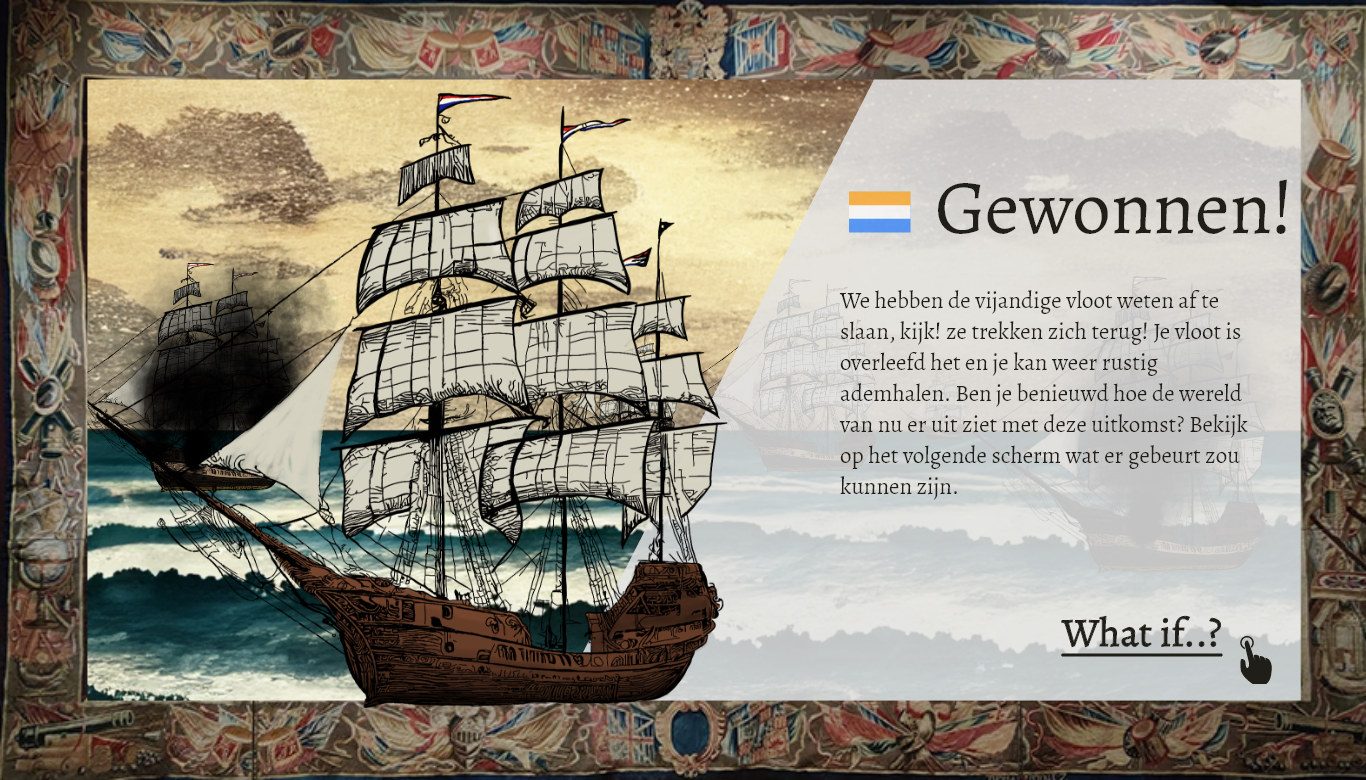 Gewonnen!
We hebben de vijandige vloot weten af te
slaan, kijk! ze trekken zich terug! Je vloot is
overleefd het en je kan weer rustig
ademhalen. Ben je benieuwd hoe de wereld
van nu er uit ziet met deze uitkomst? Bekijk
op het volgende scherm wat er gebeurt zou
kunnen zijn.
What if..?